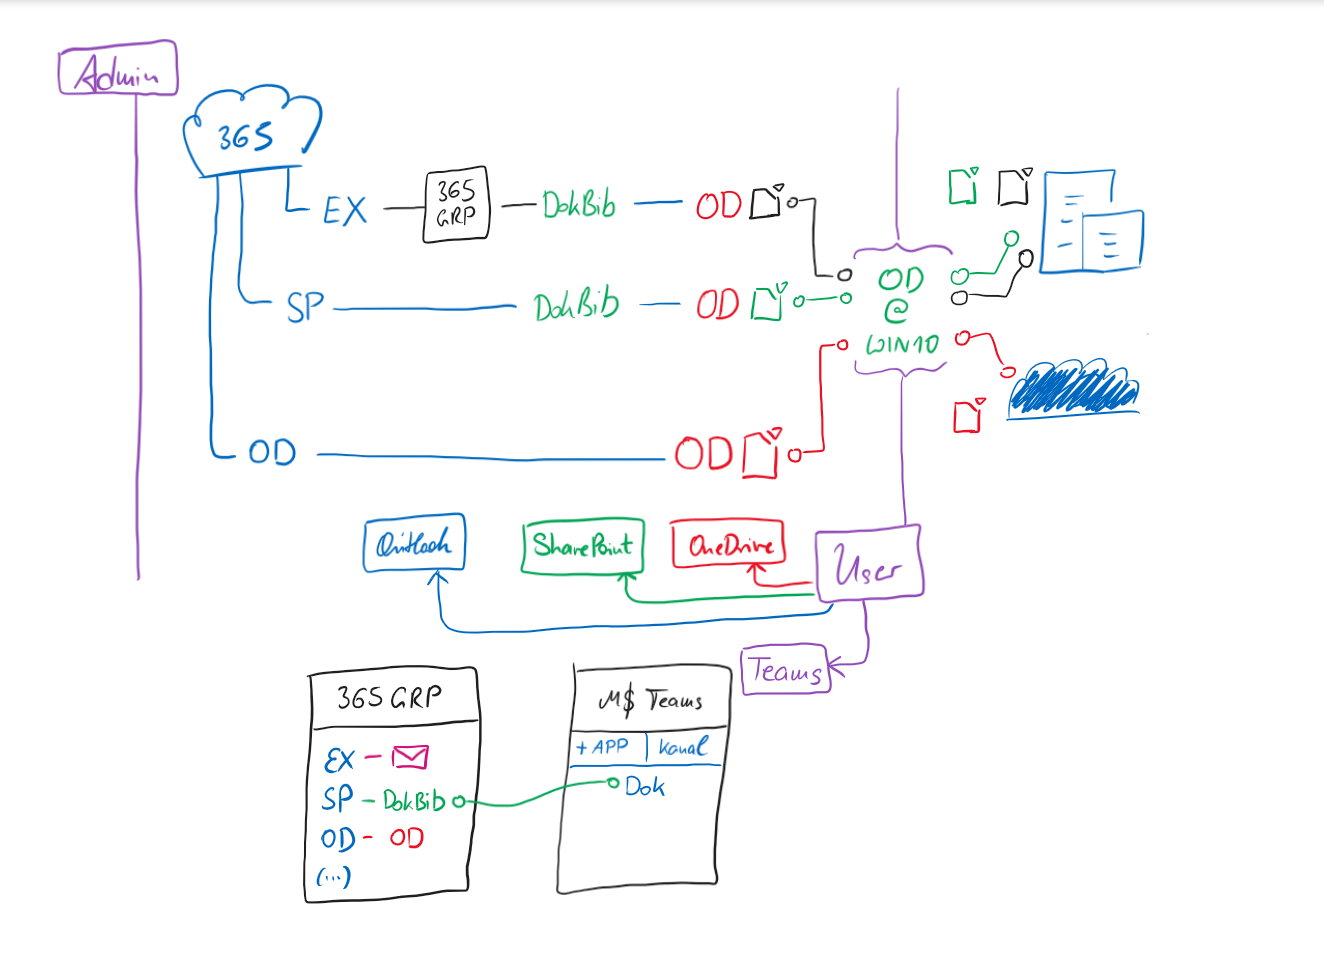 Admin
365
EX
365
GRP
DokBib
OD
SP
DokBib
OD
OD
@
WIN10
OD
OD
Outlook
SharePoint
OneDrive
User
Teams
365 GRP
EX -
SP - DokBib
OD - OD
(...)
M$ Teams
+ APP | Kanal
Dok